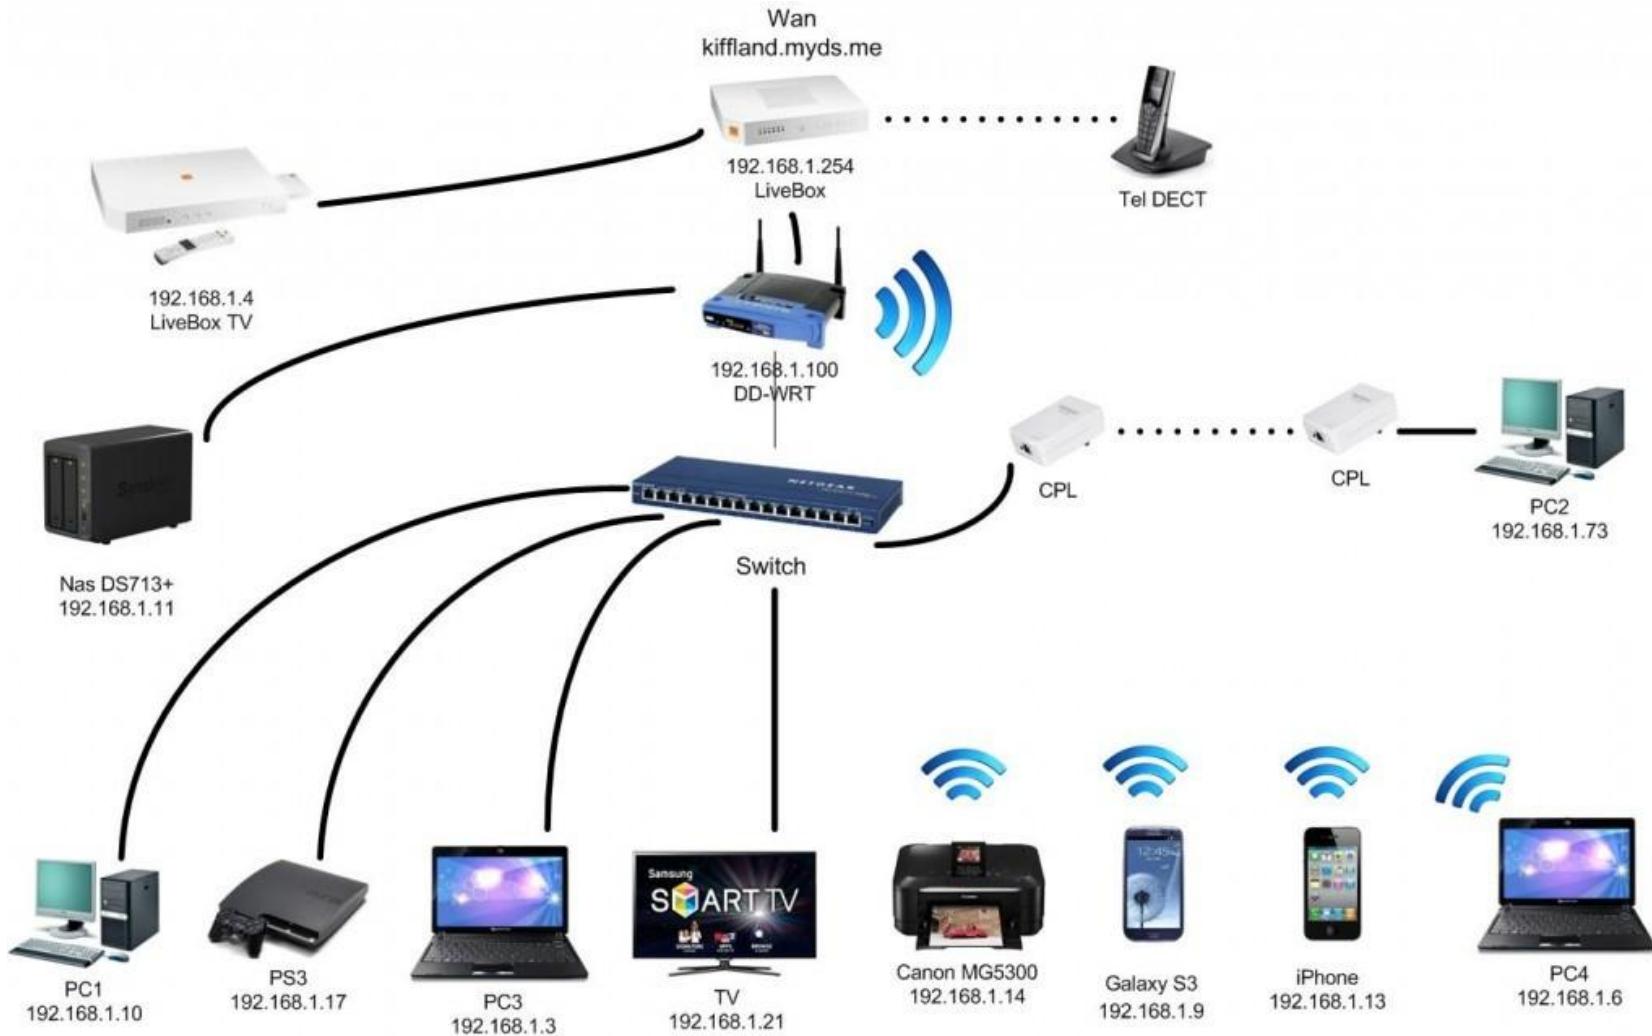 Wan
kiffland.myds.me
192.168.1.254
LiveBox
Tel DECT
192.168.1.4
LiveBox TV
192.168.1.100
DD-WRT
CPL
CPL
PC2
192.168.1.73
NETGEAR
Switch
Nas DS713+
192.168.1.11
Samsung
SMART TV
12:45
PC1
192.168.1.10
PS3
192.168.1.17
PC3
192.168.1.3
TV
192.168.1.21
Canon MG5300
192.168.1.14
Galaxy S3
192.168.1.9
iPhone
192.168.1.13
PC4
192.168.1.6